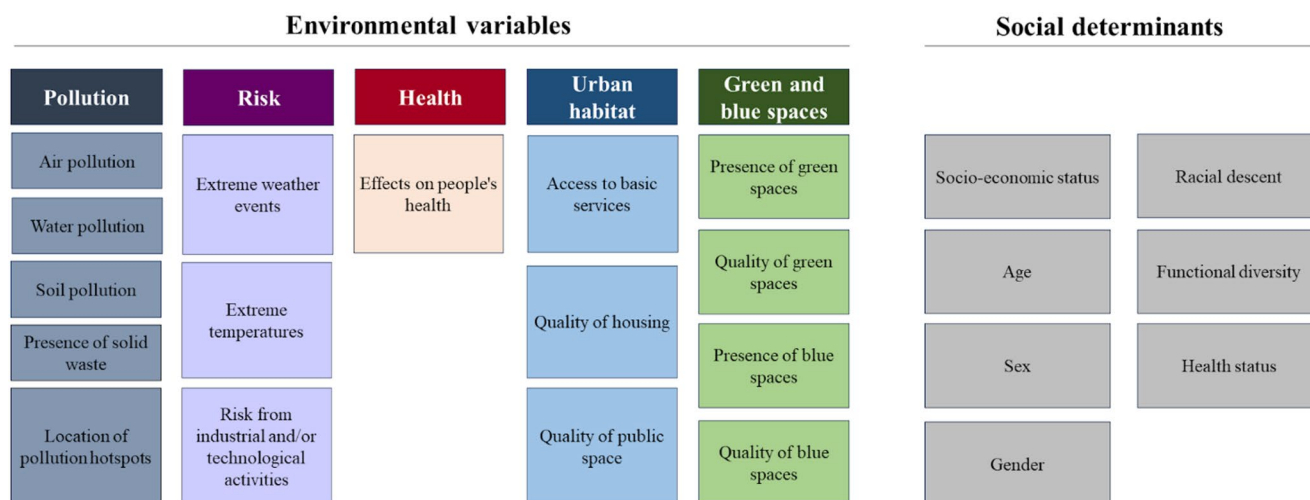 Environmental variables
Social determinants
Pollution
Risk
Health
Urban
habitat
Green and
blue spaces
Air pollution
Water pollution
Soil pollution
Presence of solid
waste
Location of
pollution hotspots
Extreme weather
events
Extreme
temperatures
Risk from
industrial and/or
technological
activities
Effects on people's
health
Access to basic
services
Quality of housing
Quality of public
space
Presence of green
spaces
Quality of green
spaces
Presence of blue
spaces
Quality of blue
spaces
Socio-economic status
Age
Sex
Gender
Racial descent
Functional diversity
Health status